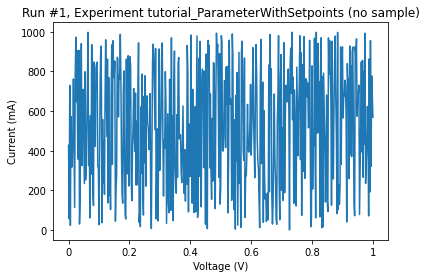 Run #1, Experiment tutorial_ParameterWithSetpoints (no sample)
1000
800
600
400
200
0
Current (mA)
0 0.2 0.4 0.6 0.8 1
Voltage (V)